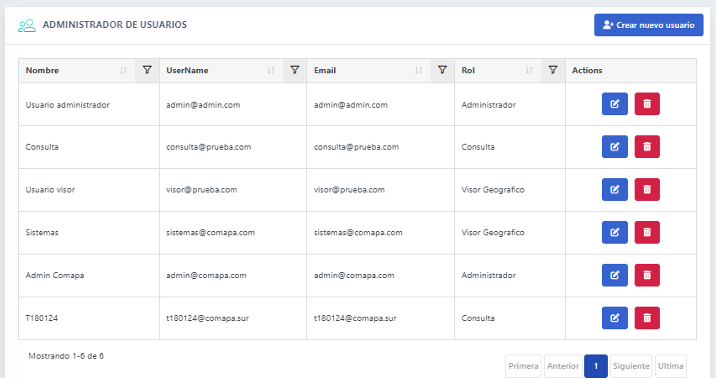 ADMINISTRADOR DE USUARIOS
Crear nuevo usuario
Nombre UserName Email Rol Actions
Usuario administrador admin@admin.com admin@admin.com Administrador
Consulta consulta@prueba.com consulta@prueba.com Consulta
Usuario visor visor@prueba.com visor@prueba.com Visor Geografico
Sistemas sistemas@comapa.com sistemas@comapa.com Visor Geografico
Admin Comapa admin@comapa.com admin@comapa.com Administrador
T180124 t180124@comapa.sur t180124@comapa.sur Consulta
Mostrando 1-6 de 6
Primera Anterior 1 Siguiente Ultima